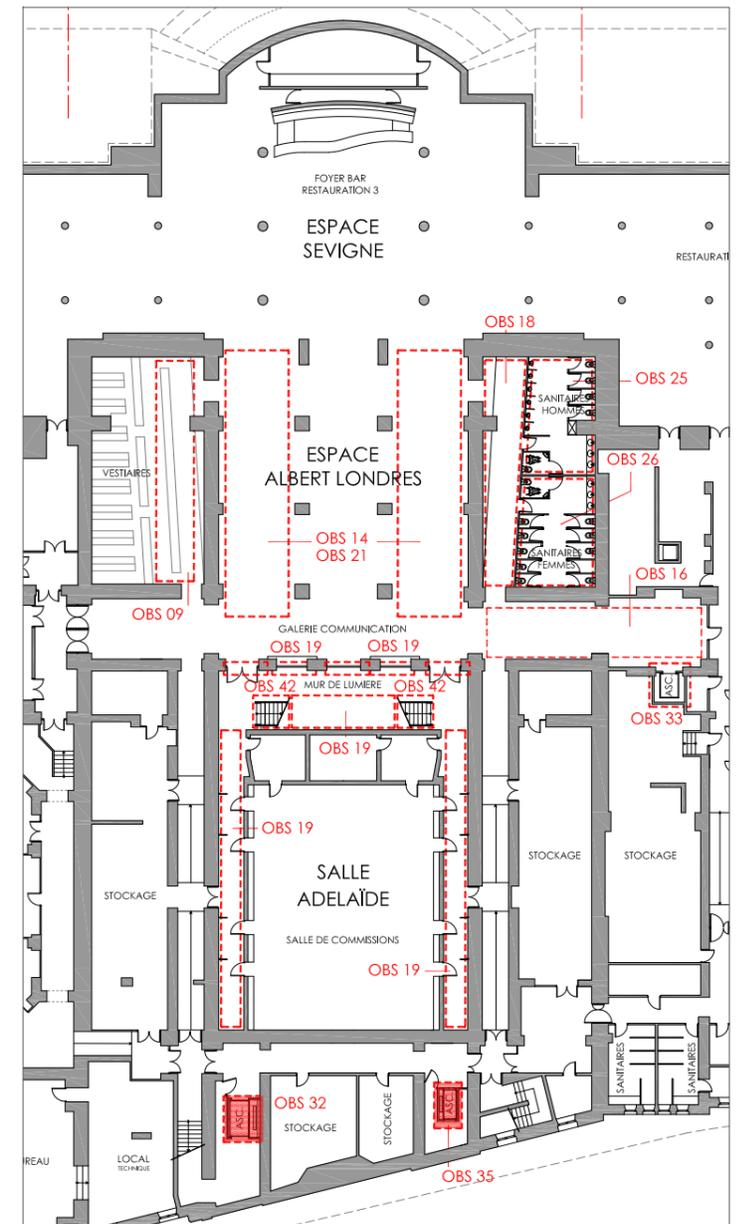 FOYER BAR
RESTAURATION 3
ESPACE
SEVIGNE
RESTAURATI
OBS 18
OBS 25
SANITAIRES
HOMMES
OBS 26
VESTIAIRES
ESPACE
ALBERT LONDRES
OBS 14
OBS 21
SANITAIRES
FEMMES
OBS 16
OBS 09
GALERIE COMMUNICATION
OBS 19
OBS 19
OBS 42
MUR DE LUMIERE
OBS 42
ASC.
OBS 33
OBS 19
OBS 19
STOCKAGE
STOCKAGE
SALLE
ADELAÏDE
STOCKAGE
SALLE DE COMMISSIONS
OBS 19
SANITAIRES
SANITAIRES
ASC.
OBS 32
STOCKAGE
STOCKAGE
ASC.
UREAU
LOCAL
TECHNIQUE
OBS 35